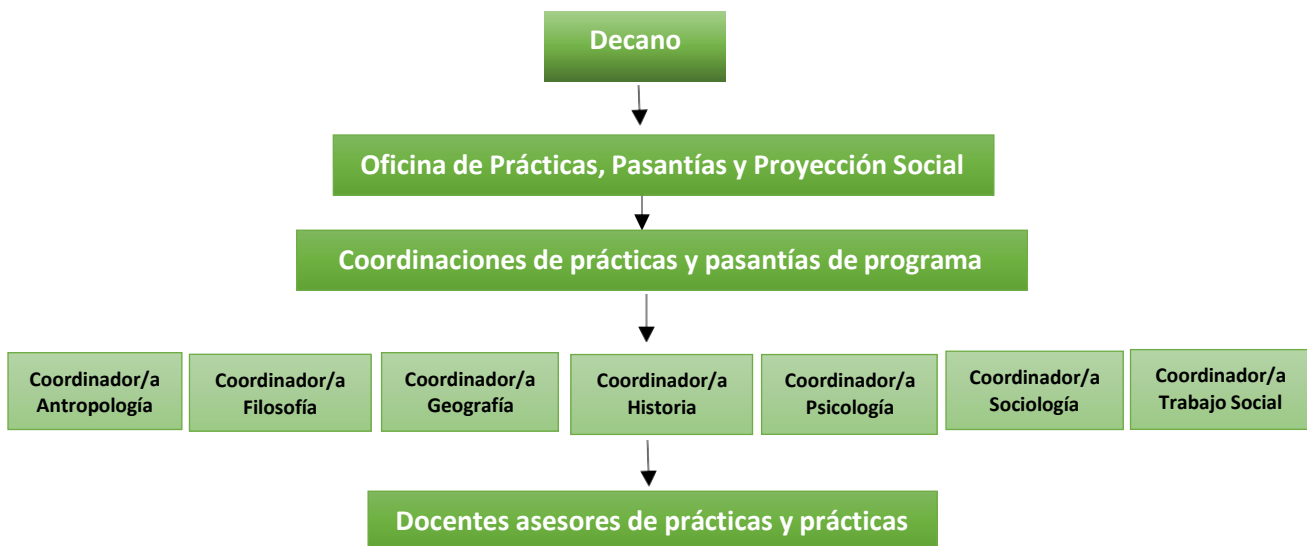 Decano
Oficina de Prácticas, Pasantías y Proyección Social
Coordinaciones de prácticas y pasantías de programa
Coordinador/a
Antropología
Coordinador/a
Filosofía
Coordinador/a
Geografía
Coordinador/a
Historia
Coordinador/a
Psicología
Coordinador/a
Sociología
Coordinador/a
Trabajo Social
Docentes asesores de prácticas y prácticas